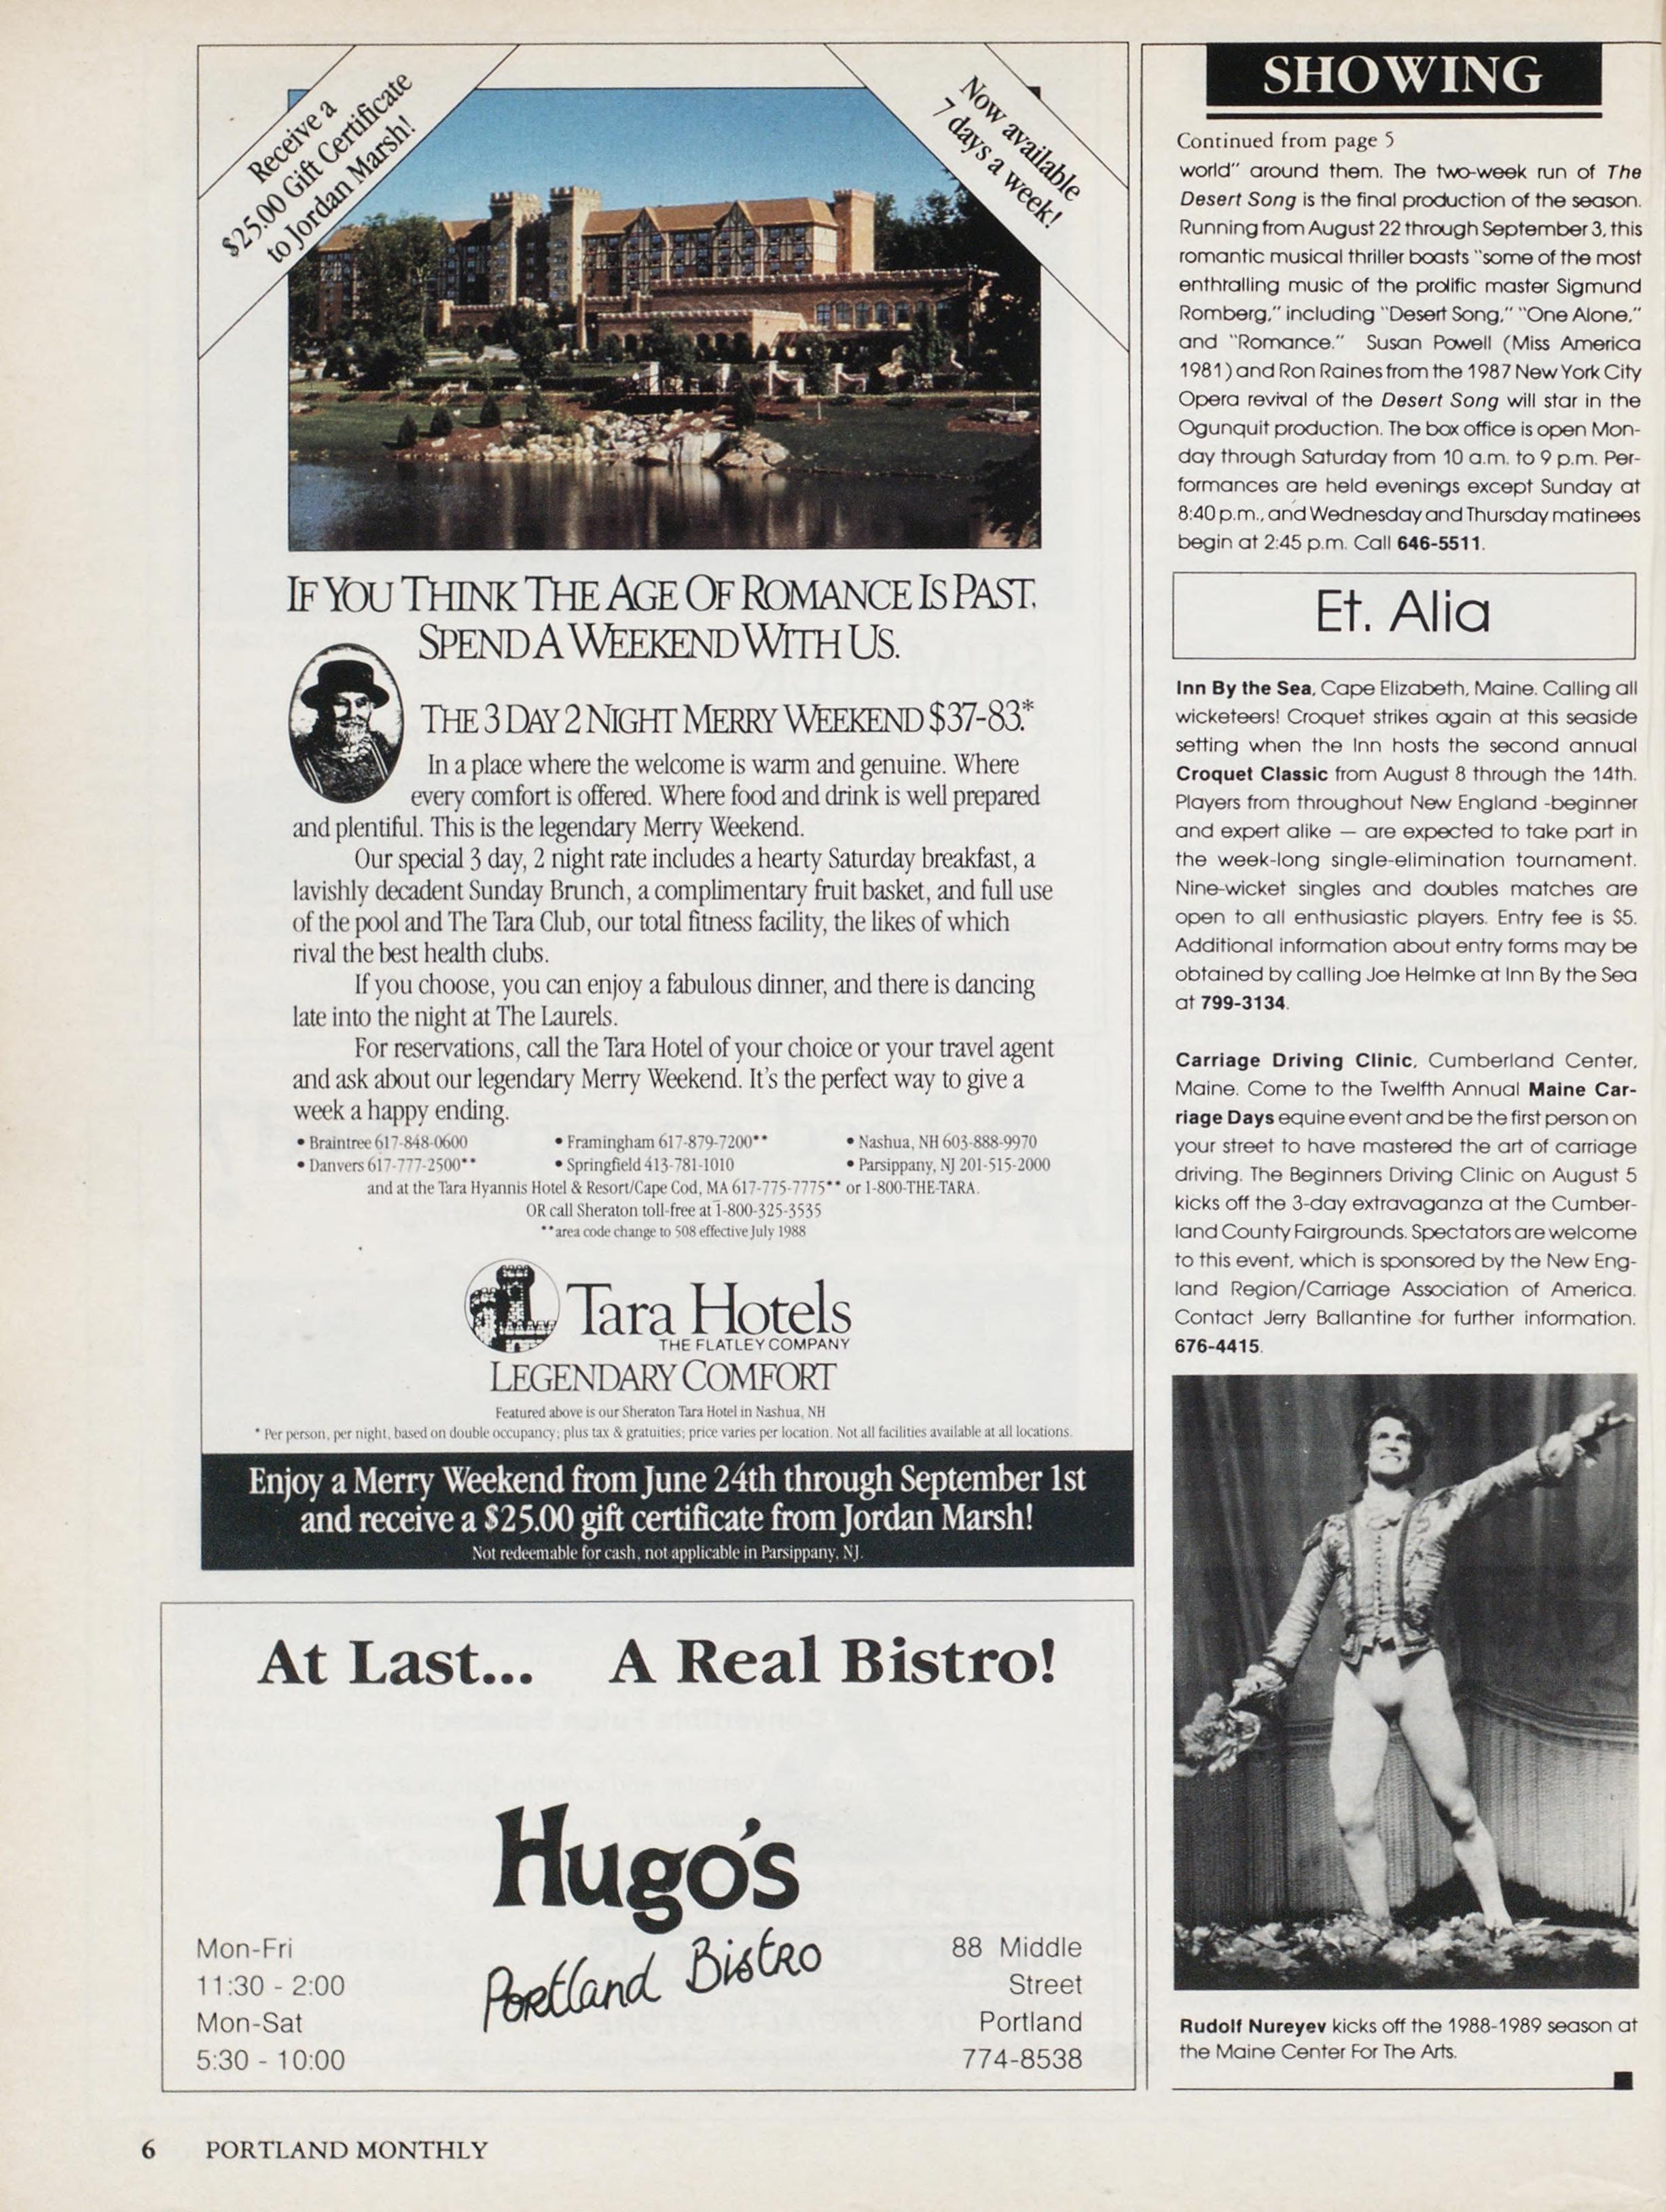 Receive a
$25.00 Gift Certificate
to Jordan Marsh!
Now available
7 days a week!
IF YOU THINK THE AGE OF ROMANCE IS PAST,
SPEND A WEEKEND WITH US.
THE 3 DAY 2 NIGHT MERRY WEEKEND $37-83.*
In a place where the welcome is warm and genuine. Where
every comfort is offered. Where food and drink is well prepared
and plentiful. This is the legendary Merry Weekend.
Our special 3 day, 2 night rate includes a hearty Saturday breakfast, a
lavishly decadent Sunday Brunch, a complimentary fruit basket, and full use
of the pool and The Tara Club, our total fitness facility, the likes of which
rival the best health clubs.
If you choose, you can enjoy a fabulous dinner, and there is dancing
late into the night at The Laurels.
For reservations, call the Tara Hotel of your choice or your travel agent
and ask about our legendary Merry Weekend. It's the perfect way to give a
week a happy ending.
• Braintree 617-848-0600 • Framingham 617-879-7200** • Nashua, NH 603-888-9970
• Danvers 617-777-2500** • Springfield 413-781-1010 • Parsippany, NJ 201-515-2000
and at the Tara Hyannis Hotel & Resort/Cape Cod, MA 617-775-7775** or 1-800-THE-TARA.
OR call Sheraton toll-free at 1-800-325-3535
**area code change to 508 effective July 1988
Tara Hotels
THE FLATLEY COMPANY
LEGENDARY COMFORT
Featured above is our Sheraton Tara Hotel in Nashua, NH
* Per person, per night, based on double occupancy; plus tax & gratuities; price varies per location. Not all facilities available at all locations.
Enjoy a Merry Weekend from June 24th through September 1st
and receive a $25.00 gift certificate from Jordan Marsh!
Not redeemable for cash, not applicable in Parsippany, NJ.
At Last... A Real Bistro!
Hugo's
Portland Bistro
Mon-Fri
11:30 - 2:00
Mon-Sat
5:30 - 10:00
88 Middle
Street
Portland
774-8538
SHOWING
Continued from page 5
world" around them. The two-week run of The
Desert Song is the final production of the season.
Running from August 22 through September 3, this
romantic musical thriller boasts "some of the most
enthralling music of the prolific master Sigmund
Romberg," including "Desert Song," "One Alone,"
and "Romance." Susan Powell (Miss America
1981) and Ron Raines from the 1987 New York City
Opera revival of the Desert Song will star in the
Ogunquit production. The box office is open Mon-
day through Saturday from 10 a.m. to 9 p.m. Per-
formances are held evenings except Sunday at
8:40 p.m., and Wednesday and Thursday matinees
begin at 2:45 p.m. Call 646-5511.
Et. Alia
Inn By the Sea, Cape Elizabeth, Maine. Calling all
wicketeers! Croquet strikes again at this seaside
setting when the Inn hosts the second annual
Croquet Classic from August 8 through the 14th.
Players from throughout New England -beginner
and expert alike — are expected to take part in
the week-long single-elimination tournament.
Nine-wicket singles and doubles matches are
open to all enthusiastic players. Entry fee is $5.
Additional information about entry forms may be
obtained by calling Joe Helmke at Inn By the Sea
at 799-3134.
Carriage Driving Clinic, Cumberland Center,
Maine. Come to the Twelfth Annual Maine Car-
riage Days equine event and be the first person on
your street to have mastered the art of carriage
driving. The Beginners Driving Clinic on August 5
kicks off the 3-day extravaganza at the Cumber-
land County Fairgrounds. Spectators are welcome
to this event, which is sponsored by the New Eng-
land Region/Carriage Association of America.
Contact Jerry Ballantine for further information.
676-4415.
Rudolf Nureyev kicks off the 1988-1989 season at
the Maine Center For The Arts.
6 PORTLAND MONTHLY